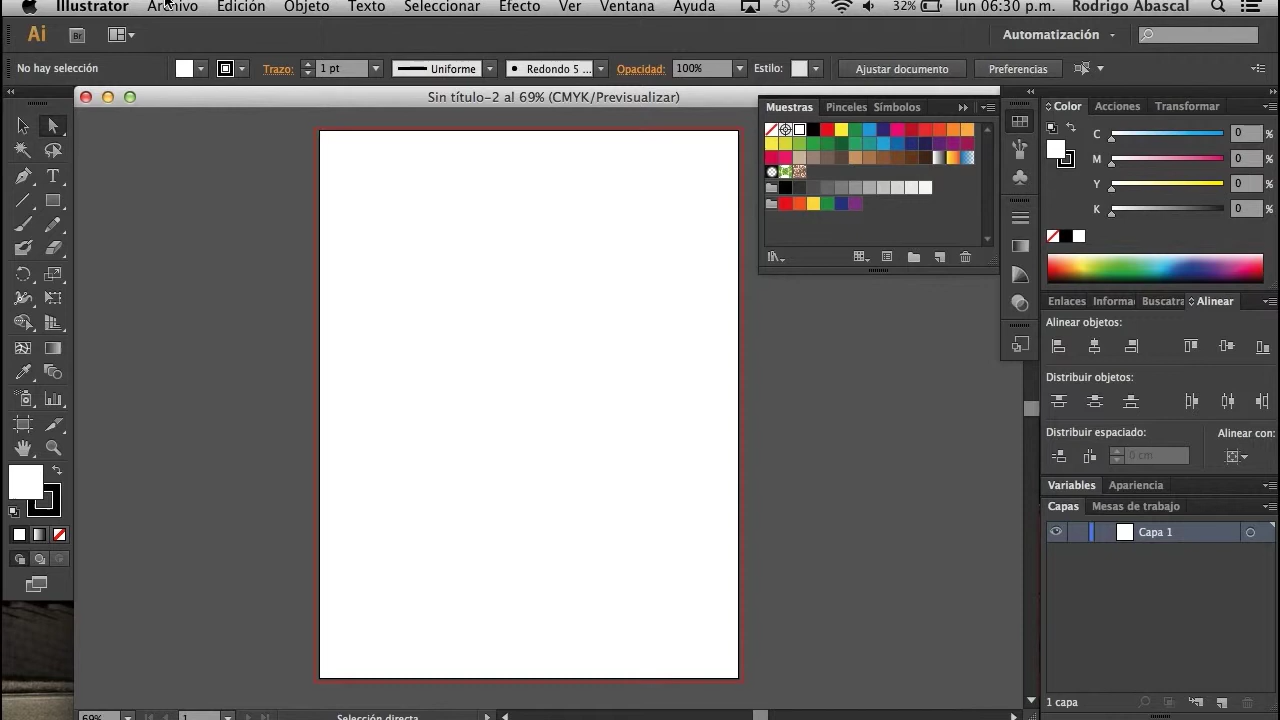 Illustrator Archivo Edición Objeto Texto Seleccionar Efecto Ver Ventana Ayuda 32% lun 06:30 p.m. Rodrigo Abascal
Ai Br Automatización
No hay selección Trazo: 1 pt Uniforme Redondo 5 ... Opacidad: 100% Estilo: Ajustar documento Preferencias
Sin título-2 al 69% (CMYK/Previsualizar)
Muestras Pinceles Símbolos
Color Acciones Transformar
C 0 %
M 0 %
Y 0 %
K 0 %
Enlaces Informa Buscatra Alinear
Alinear objetos:
Distribuir objetos:
Distribuir espaciado: Alinear con:
0 cm
Variables Apariencia
Capas Mesas de trabajo
Capa 1
1 capa
69% 1 Selección directa